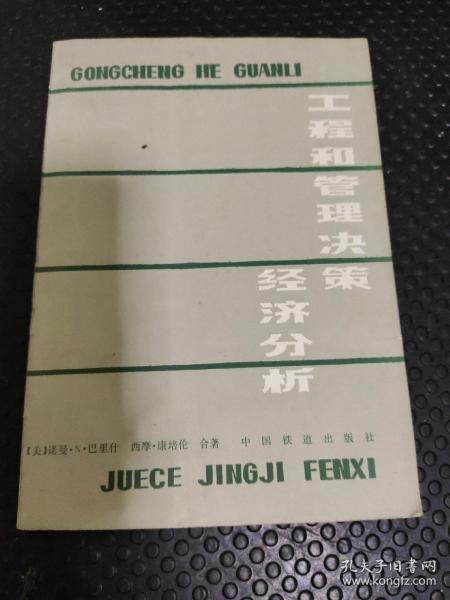 GONGCHENG HE GUANLI
工程和管理决策
经济分析
【美】诺曼·N·巴里什 西摩·康培伦 合著 中国铁道出版社
JUECE JINGJI FENXI
孔夫子旧书网
www.kongfz.com